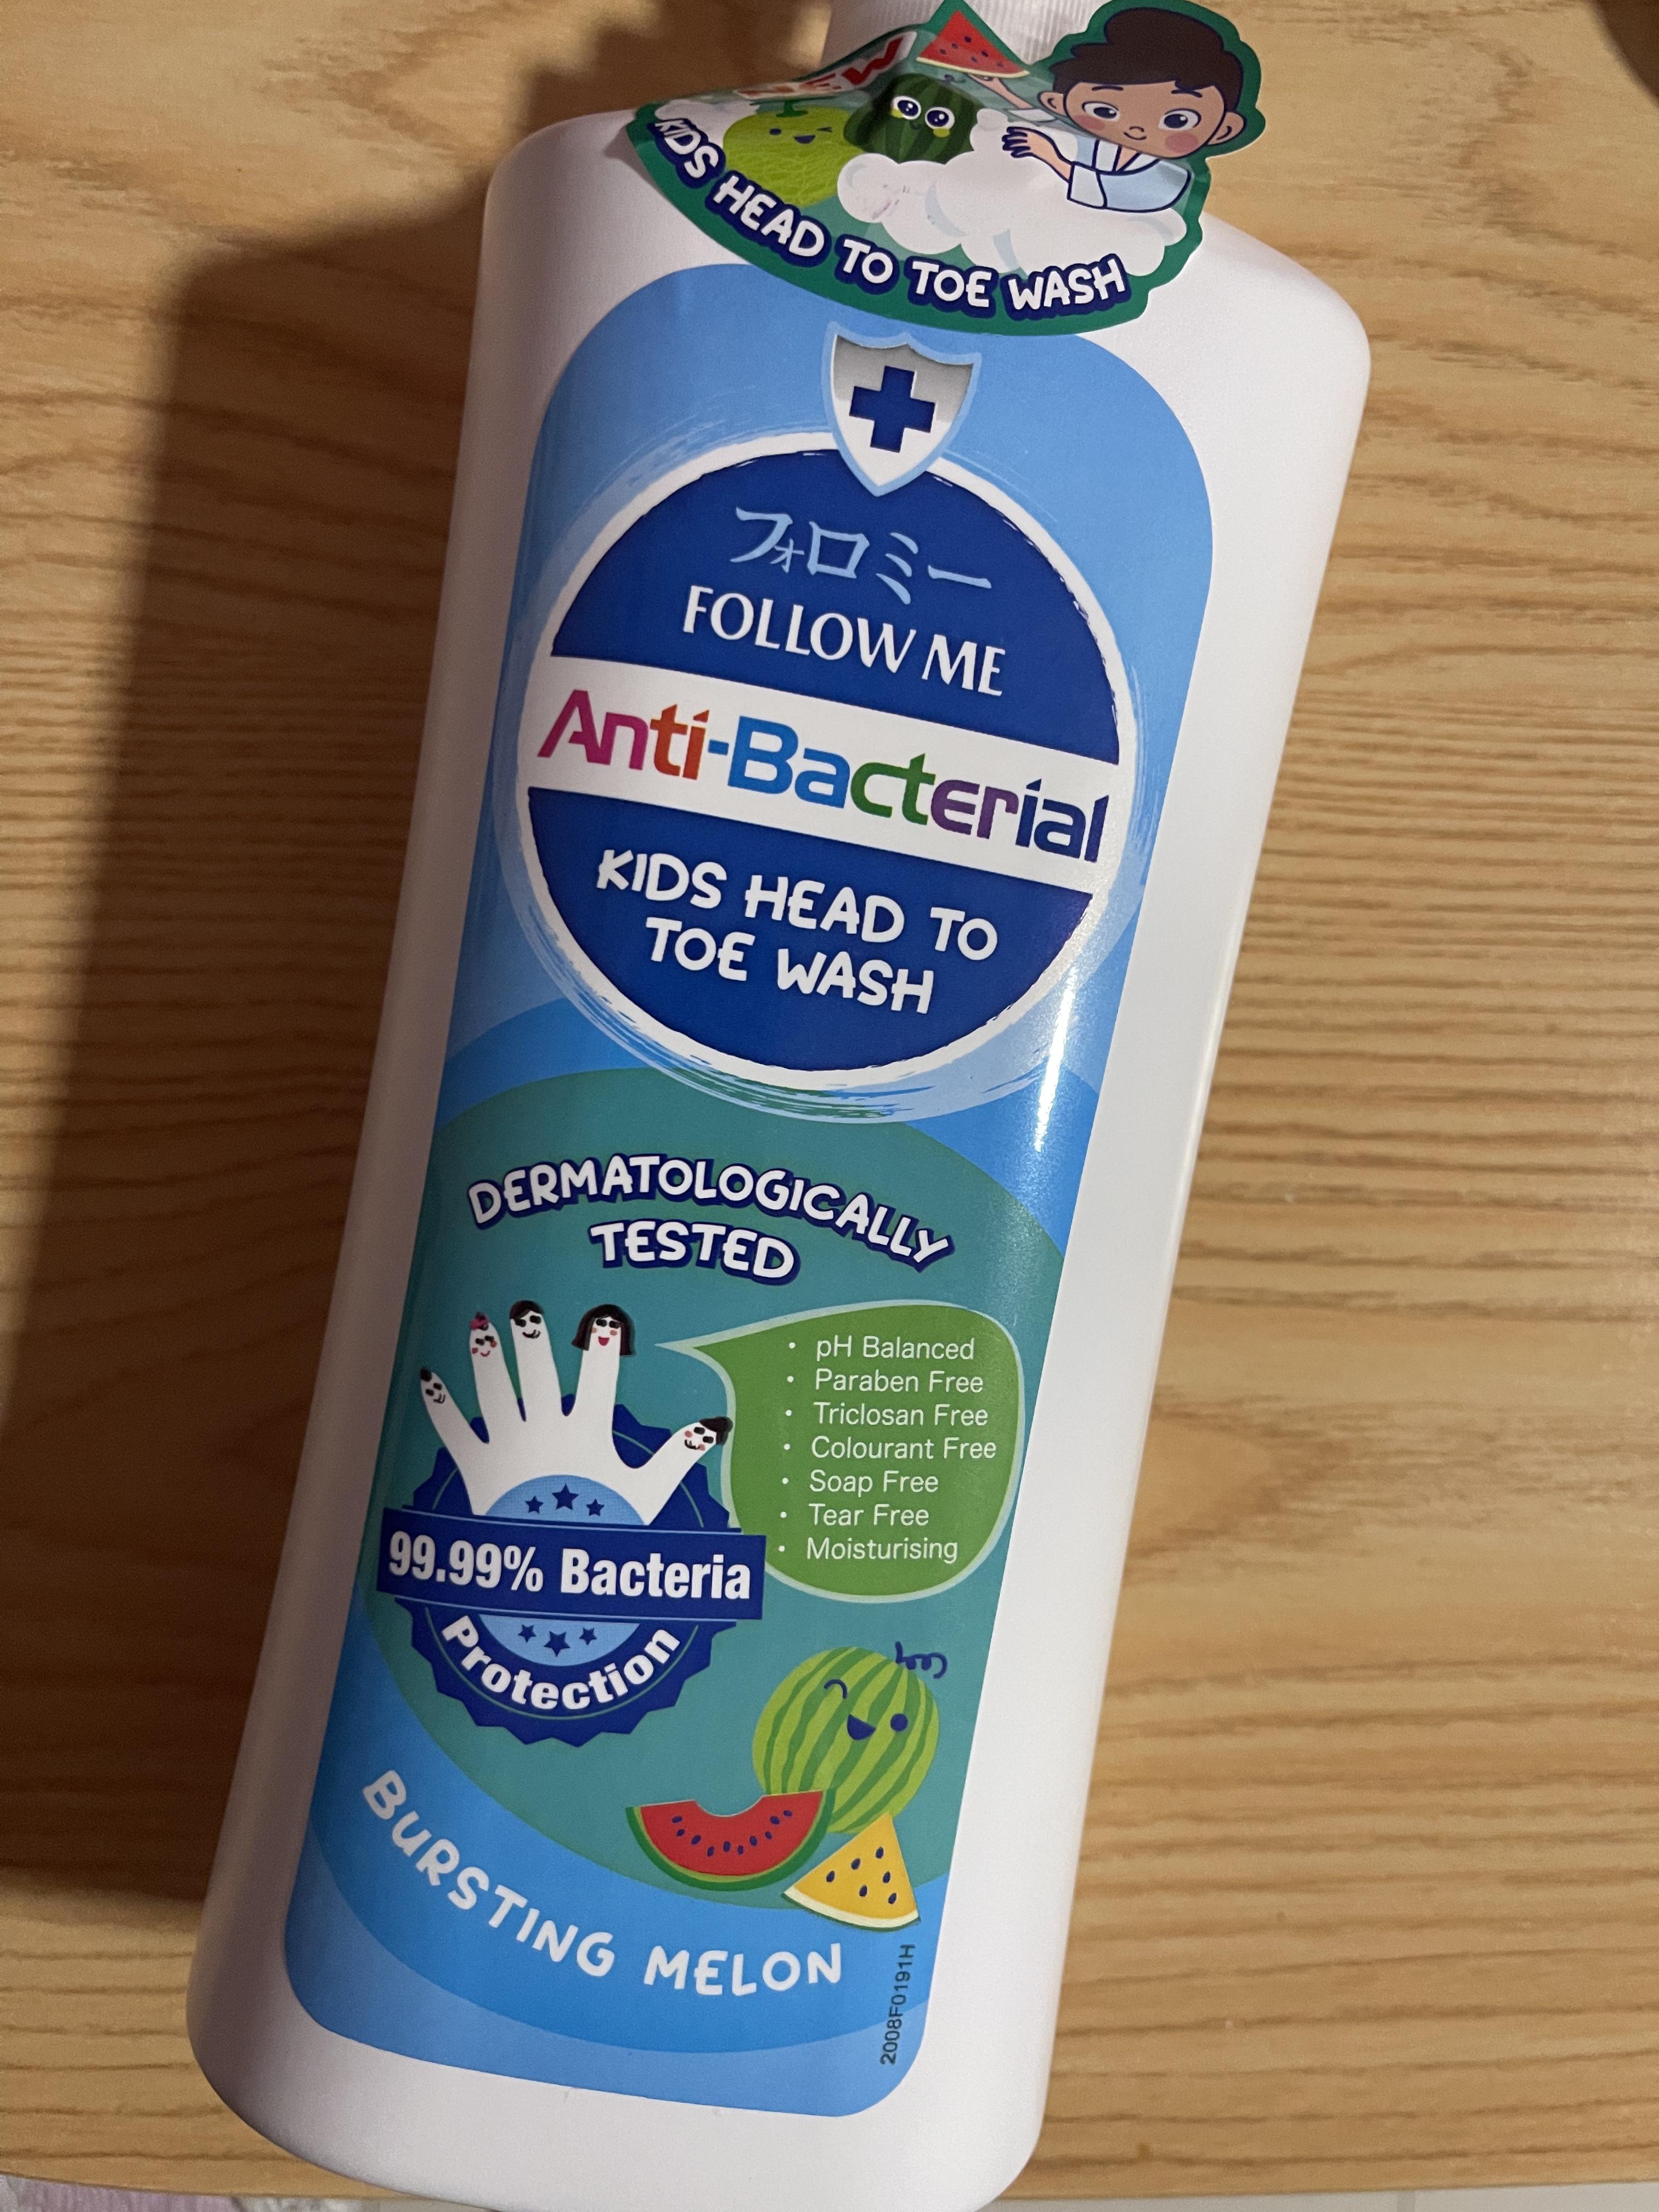 NEW
KIDS HEAD TO TOE WASH
フォロミー
FOLLOW ME
Anti-Bacterial
KIDS HEAD TO
TOE WASH
DERMATOLOGICALLY
TESTED
• pH Balanced
• Paraben Free
• Triclosan Free
• Colourant Free
• Soap Free
• Tear Free
• Moisturising
99.99% Bacteria
Protection
BURSTING MELON
2008F0191H